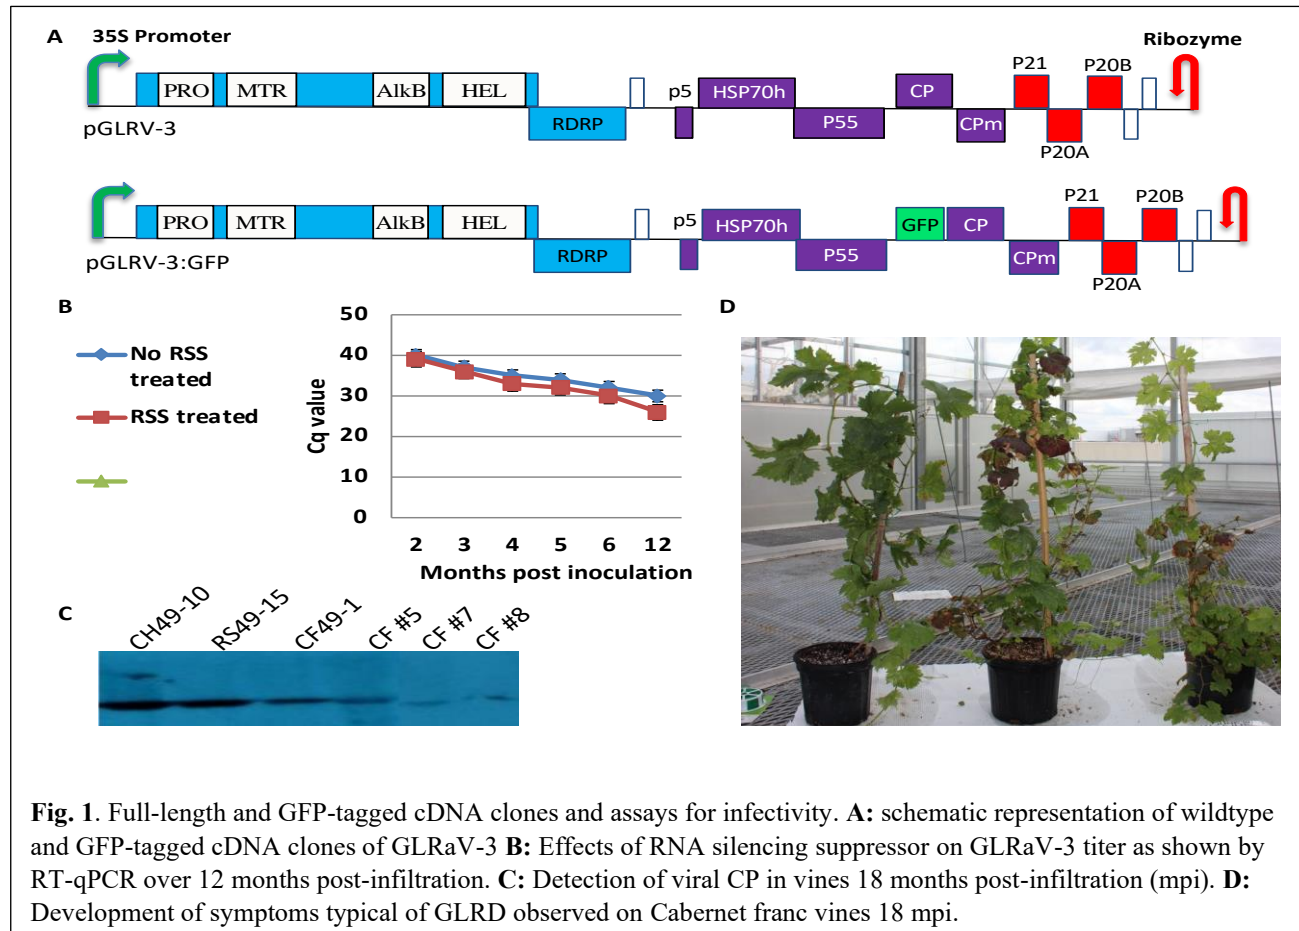 A
35S Promoter
Ribozyme
PRO MTR AlkB HEL
RDRP
p5
HSP70h
P55
CP
CPm
P21
P20A
P20B
pGLRV-3
PRO MTR AlkB HEL
RDRP
p5
HSP70h
P55
GFP
CP
CPm
P21
P20A
P20B
pGLRV-3:GFP
B
No RSS
treated
RSS treated
Cq value
50
40
30
20
10
0
2 3 4 5 6 12
Months post inoculation
C
CH49-10
RS49-15
CF49-1
CF #5
CF #7
CF #8
D
Fig. 1. Full-length and GFP-tagged cDNA clones and assays for infectivity. A: schematic representation of wildtype
and GFP-tagged cDNA clones of GLRaV-3 B: Effects of RNA silencing suppressor on GLRaV-3 titer as shown by
RT-qPCR over 12 months post-infiltration. C: Detection of viral CP in vines 18 months post-infiltration (mpi). D:
Development of symptoms typical of GLRD observed on Cabernet franc vines 18 mpi.